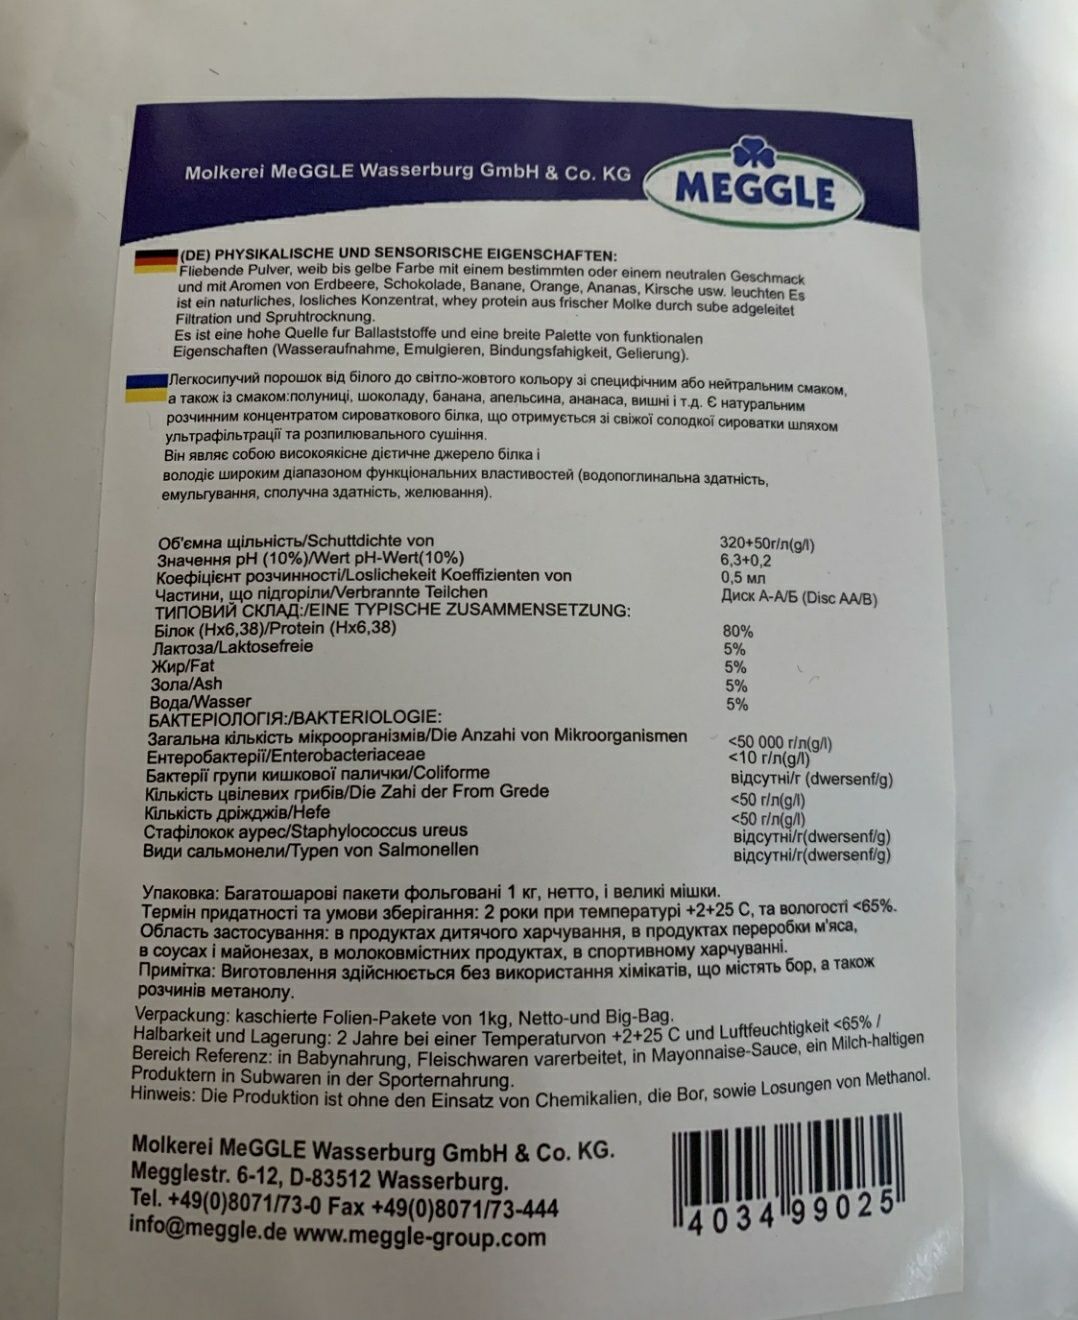 Molkerei MeGGLE Wasserburg GmbH & Co. KG
MEGGLE
(DE) PHYSIKALISCHE UND SENSORISCHE EIGENSCHAFTEN:
Fliebende Pulver, weib bis gelbe Farbe mit einem bestimmten oder einem neutralen Geschmack
und mit Aromen von Erdbeere, Schokolade, Banane, Orange, Ananas, Kirsche usw. leuchten Es
ist ein naturliches, losliches Konzentrat, whey protein aus frischer Molke durch sube adgeleitet
Filtration und Spruhtrocknung.
Es ist eine hohe Quelle fur Ballaststoffe und eine breite Palette von funktionalen
Eigenschaften (Wasseraufnahme, Emulgieren, Bindungsfahigkeit, Gelierung).
Легкосипучий порошок від білого до світло-жовтого кольору зі специфічним або нейтральним смаком,
а також із смаком:полуниці, шоколаду, банана, апельсина, ананаса, вишні і т.д. Є натуральним
розчинним концентратом сироваткового білка, що отримується зі свіжої солодкої сироватки шляхом
ультрафільтрації та розпилювального сушіння.
Він являє собою високоякісне дієтичне джерело білка і
володіє широким діапазоном функціональних властивостей (водопоглинальна здатність,
емульгування, сполучна здатність, желювання).
Об'ємна щільність/Schuttdichte von 320+50г/л(g/l)
Значення pH (10%)/Wert pH-Wert(10%) 6,3+0,2
Коефіцієнт розчинності/Loslichekeit Koeffizienten von 0,5 мл
Частини, що підгоріли/Verbrannte Teilchen Диск А-А/Б (Disc AA/B)
ТИПОВИЙ СКЛАД:/EINE TYPISCHE ZUSAMMENSETZUNG:
Білок (Нх6,38)/Protein (Hx6,38) 80%
Лактоза/Laktosefreie 5%
Жир/Fat 5%
Зола/Ash 5%
Вода/Wasser 5%
БАКТЕРІОЛОГІЯ:/BAKTERIOLOGIE:
Загальна кількість мікроорганізмів/Die Anzahi von Mikroorganismen <50 000 г/л(g/l)
Ентеробактерії/Enterobacteriaceae <10 г/л(g/l)
Бактерії групи кишкової палички/Coliforme відсутні/г (dwersenf/g)
Кількість цвілевих грибів/Die Zahi der From Grede <50 г/л(g/l)
Кількість дріжджів/Hefe <50 г/л(g/l)
Стафілокок аурес/Staphylococcus ureus відсутні/г(dwersenf/g)
Види сальмонели/Typen von Salmonellen відсутні/г(dwersenf/g)
Упаковка: Багатошарові пакети фольговані 1 кг, нетто, і великі мішки.
Термін придатності та умови зберігання: 2 роки при температурі +2+25 С, та вологості <65%.
Область застосування: в продуктах дитячого харчування, в продуктах переробки м'яса,
в соусах і майонезах, в молоковмістних продуктах, в спортивному харчуванні.
Примітка: Виготовлення здійснюється без використання хімікатів, що містять бор, а також
розчинів метанолу.
Verpackung: kaschierte Folien-Pakete von 1kg, Netto-und Big-Bag.
Halbarkeit und Lagerung: 2 Jahre bei einer Temperaturvon +2+25 C und Luftfeuchtigkeit <65% /
Bereich Referenz: in Babynahrung, Fleischwaren varerbeitet, in Mayonnaise-Sauce, ein Milch-haltigen
Produktern in Subwaren in der Sporternahrung.
Hinweis: Die Produktion ist ohne den Einsatz von Chemikalien, die Bor, sowie Losungen von Methanol.
Molkerei MeGGLE Wasserburg GmbH & Co. KG.
Megglestr. 6-12, D-83512 Wasserburg.
Tel. +49(0)8071/73-0 Fax +49(0)8071/73-444
info@meggle.de www.meggle-group.com
4034 99025